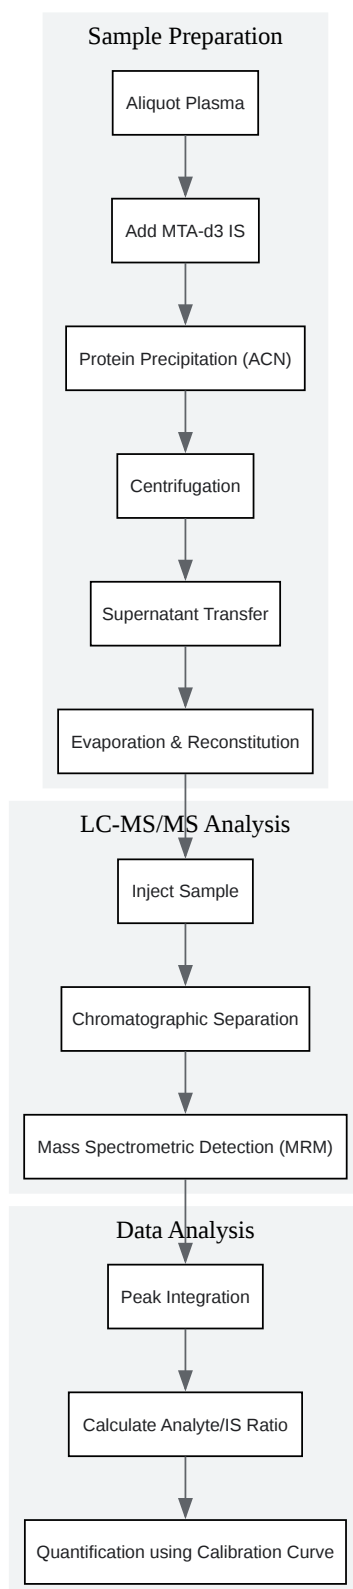 Sample Preparation
Aliquot Plasma
Add MTA-d3 IS
Protein Precipitation (ACN)
Centrifugation
Supernatant Transfer
Evaporation & Reconstitution
LC-MS/MS Analysis
Inject Sample
Chromatographic Separation
Mass Spectrometric Detection (MRM)
Data Analysis
Peak Integration
Calculate Analyte/IS Ratio
Quantification using Calibration Curve